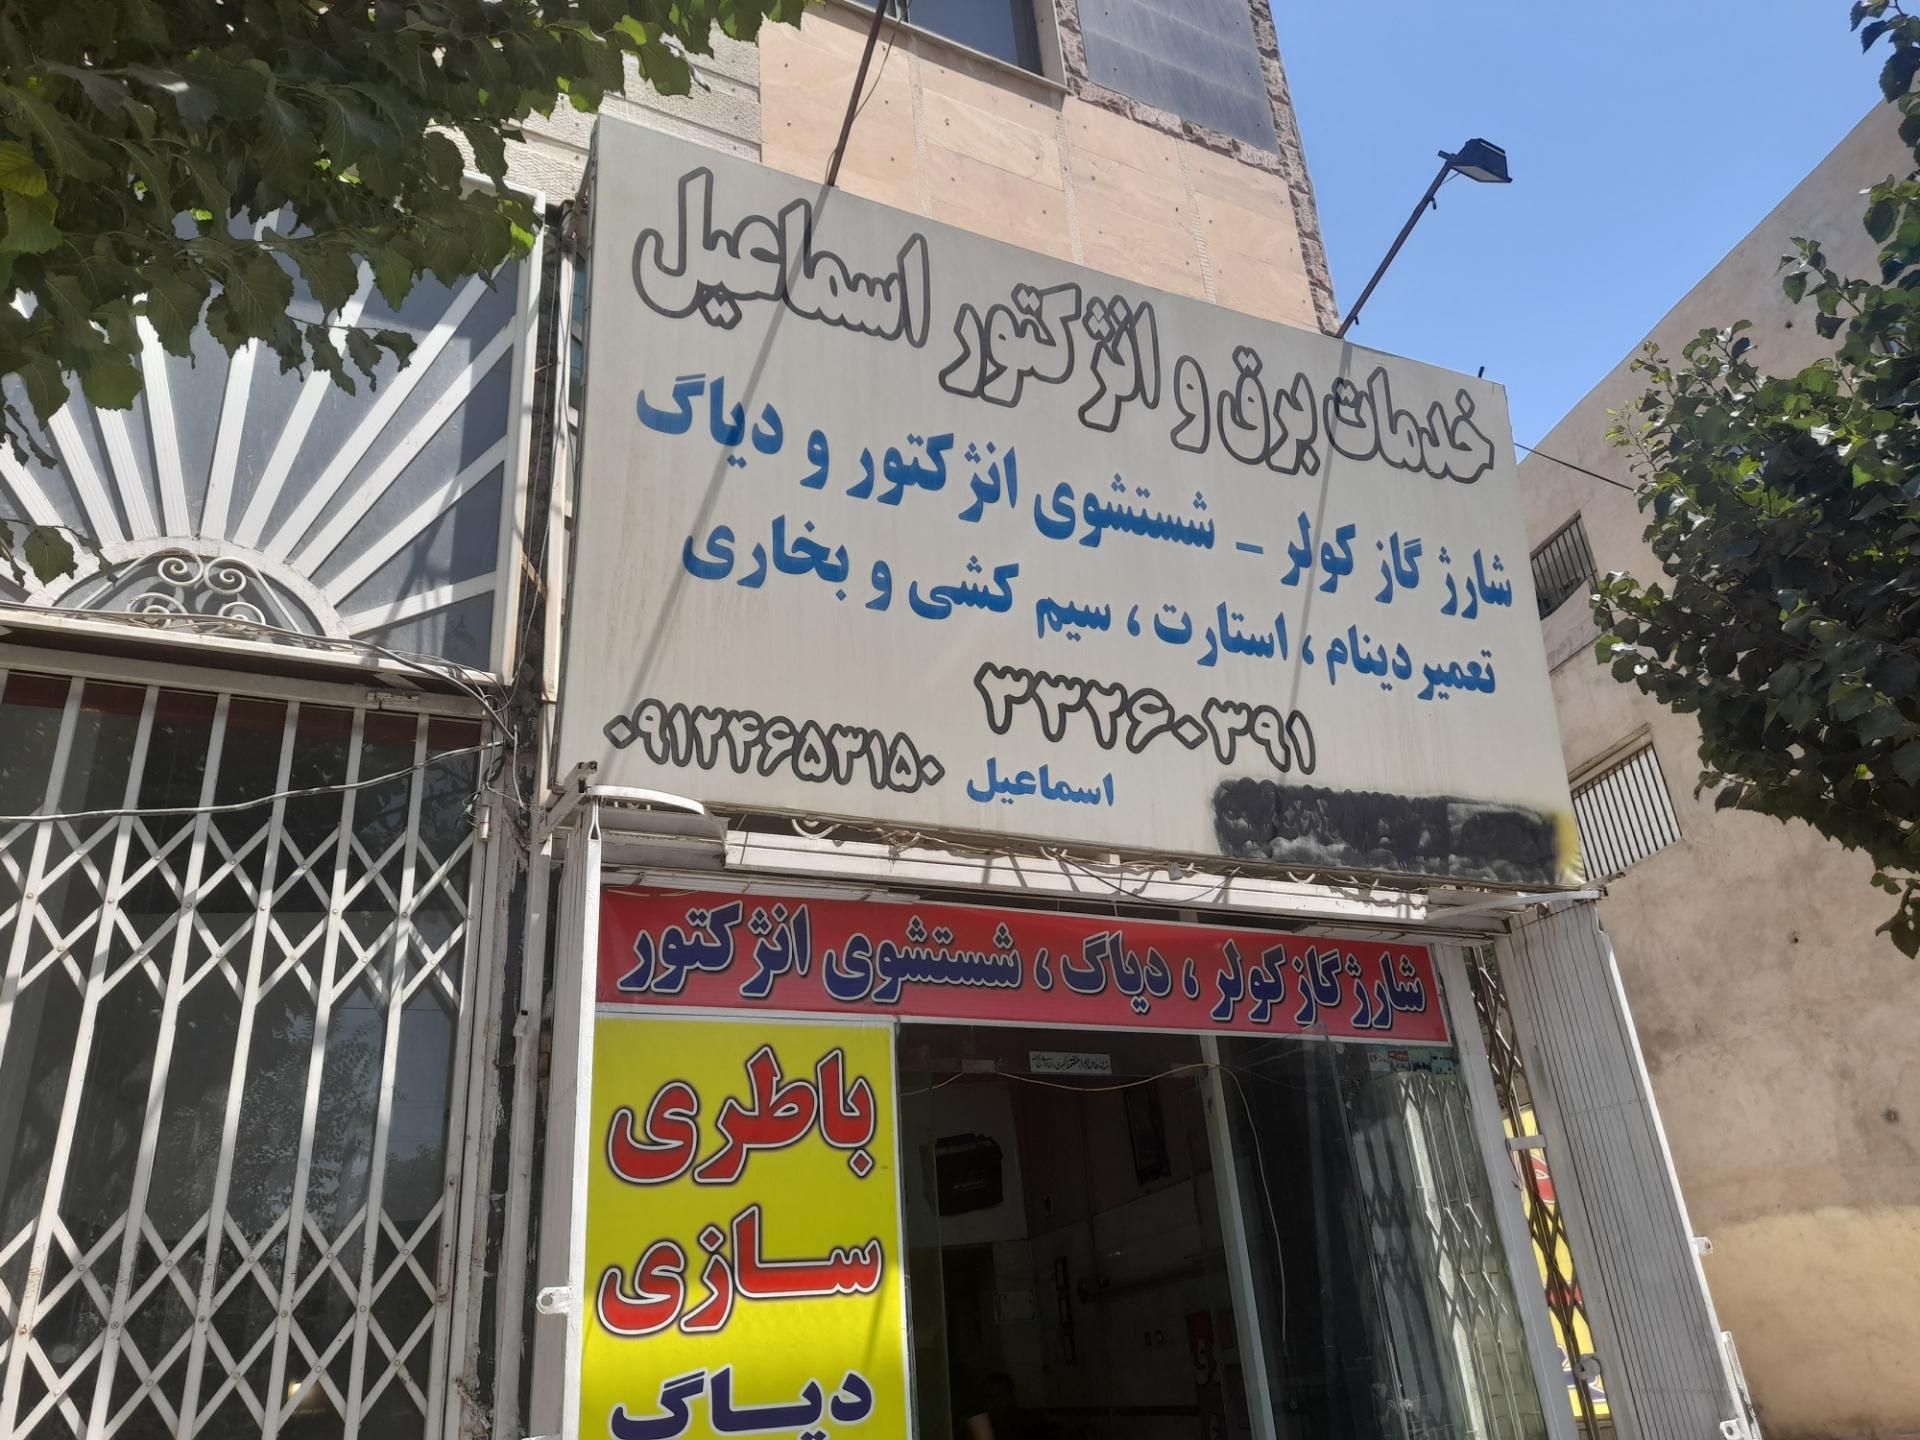 خدمات برق و انژکتور اسماعیل
شارژ گاز کولر - شستشوی انژکتور و دیاگ
تعمیر دینام ، استارت ، سیم کشی و بخاری
۳۳۲۶۰۳۹۱
اسماعیل ۰۹۱۲۴۶۵۳۱۵۰
شارژ گاز کولر ، دیاگ ، شستشوی انژکتور
باطری
سازی
دیاگ